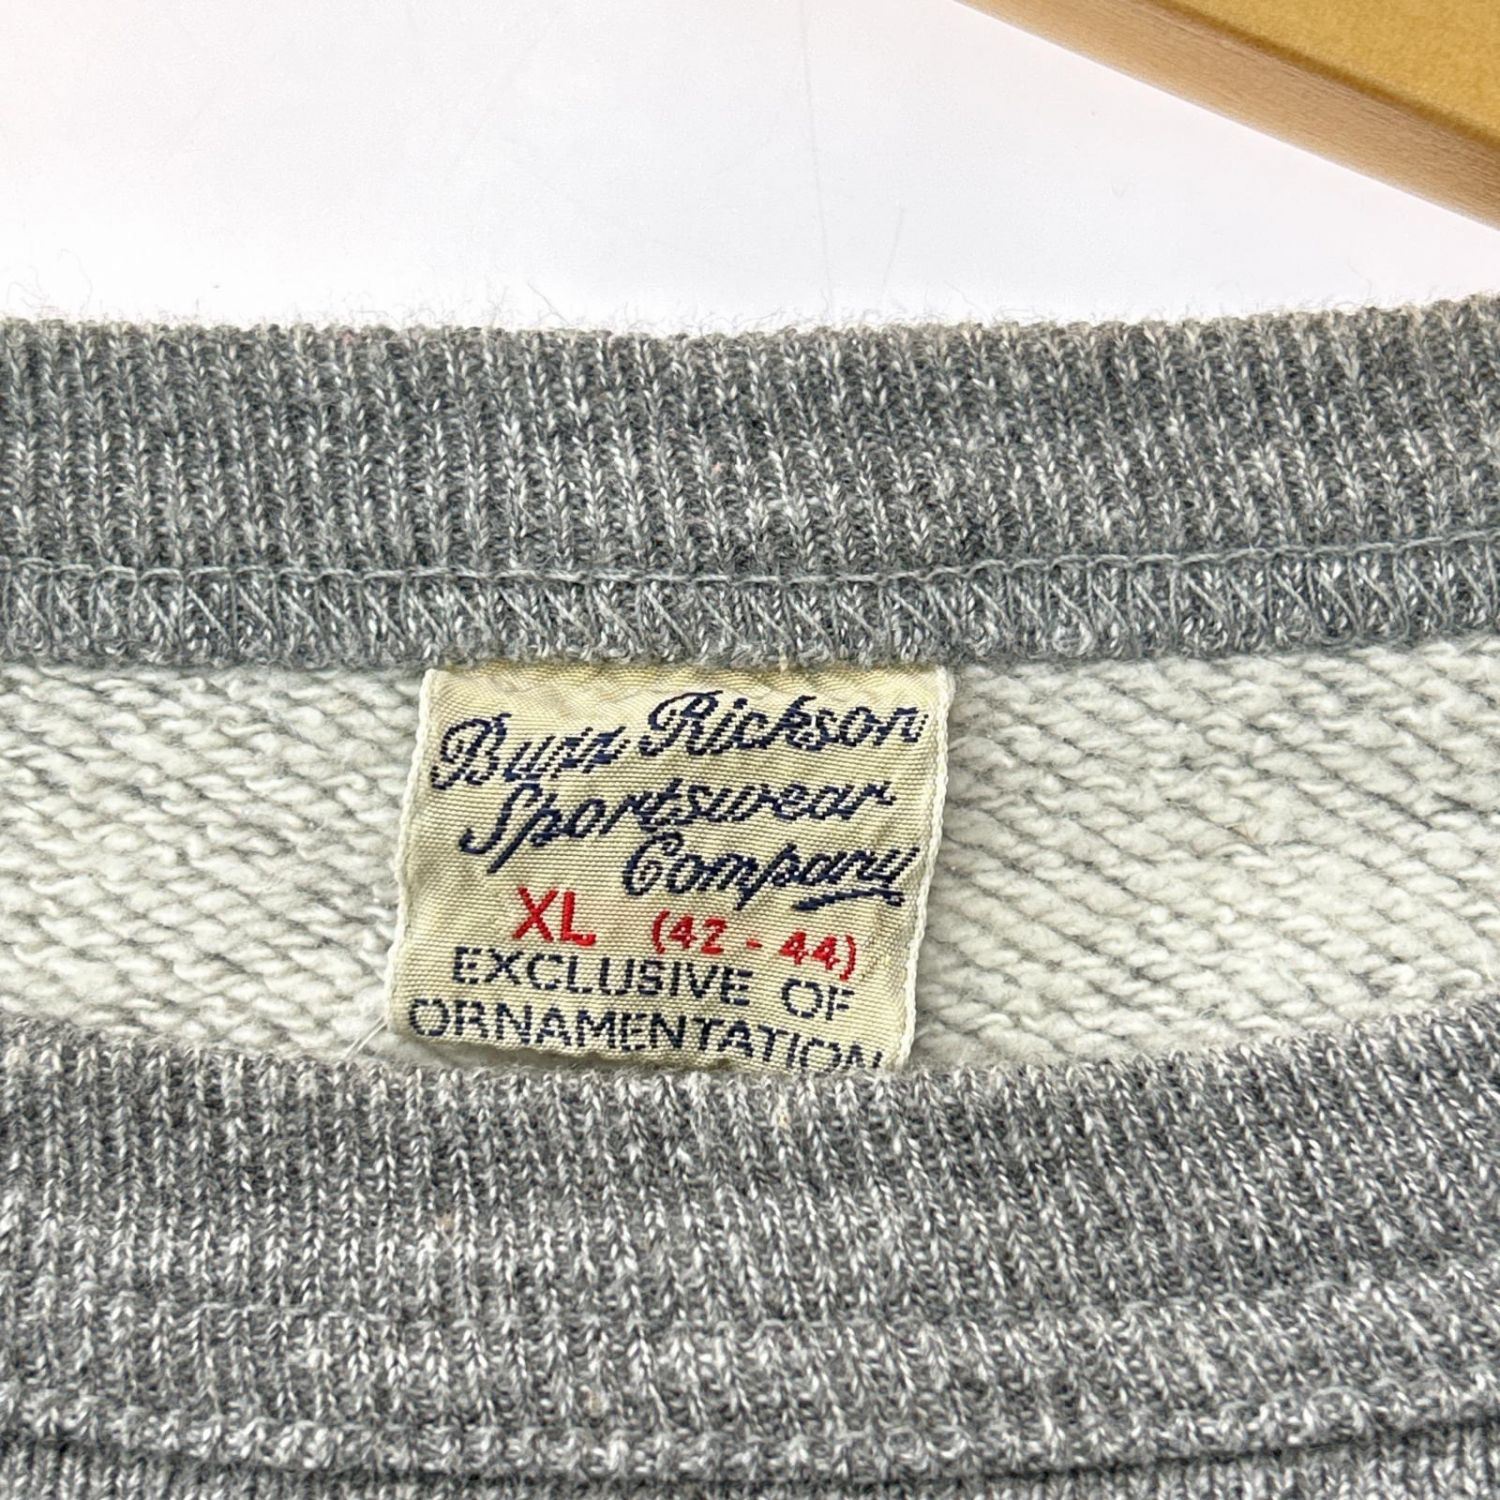 Buzz Rickson
Sportswear
Company
XL (42 - 44)
EXCLUSIVE OF
ORNAMENTATION